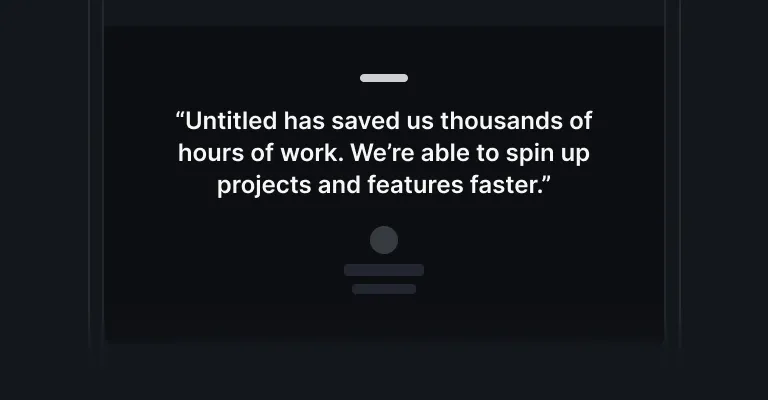 “Untitled has saved us thousands of
hours of work. We’re able to spin up
projects and features faster.”